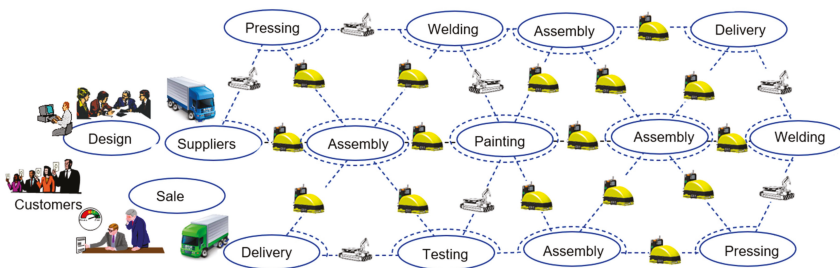 Pressing
Welding
Assembly
Delivery
Design
Suppliers
Assembly
Painting
Assembly
Welding
Customers
Sale
Delivery
Testing
Assembly
Pressing